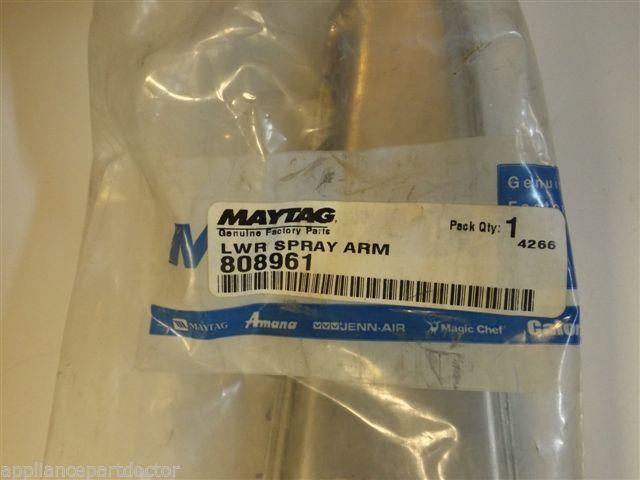 Genui
MAYTAG
Genuine Factory Parts
Pack Qty: 1
LWR SPRAY ARM
4266
808961
MAYTAG Amana JENN-AIR Magic Chef
appliancepartdoctor